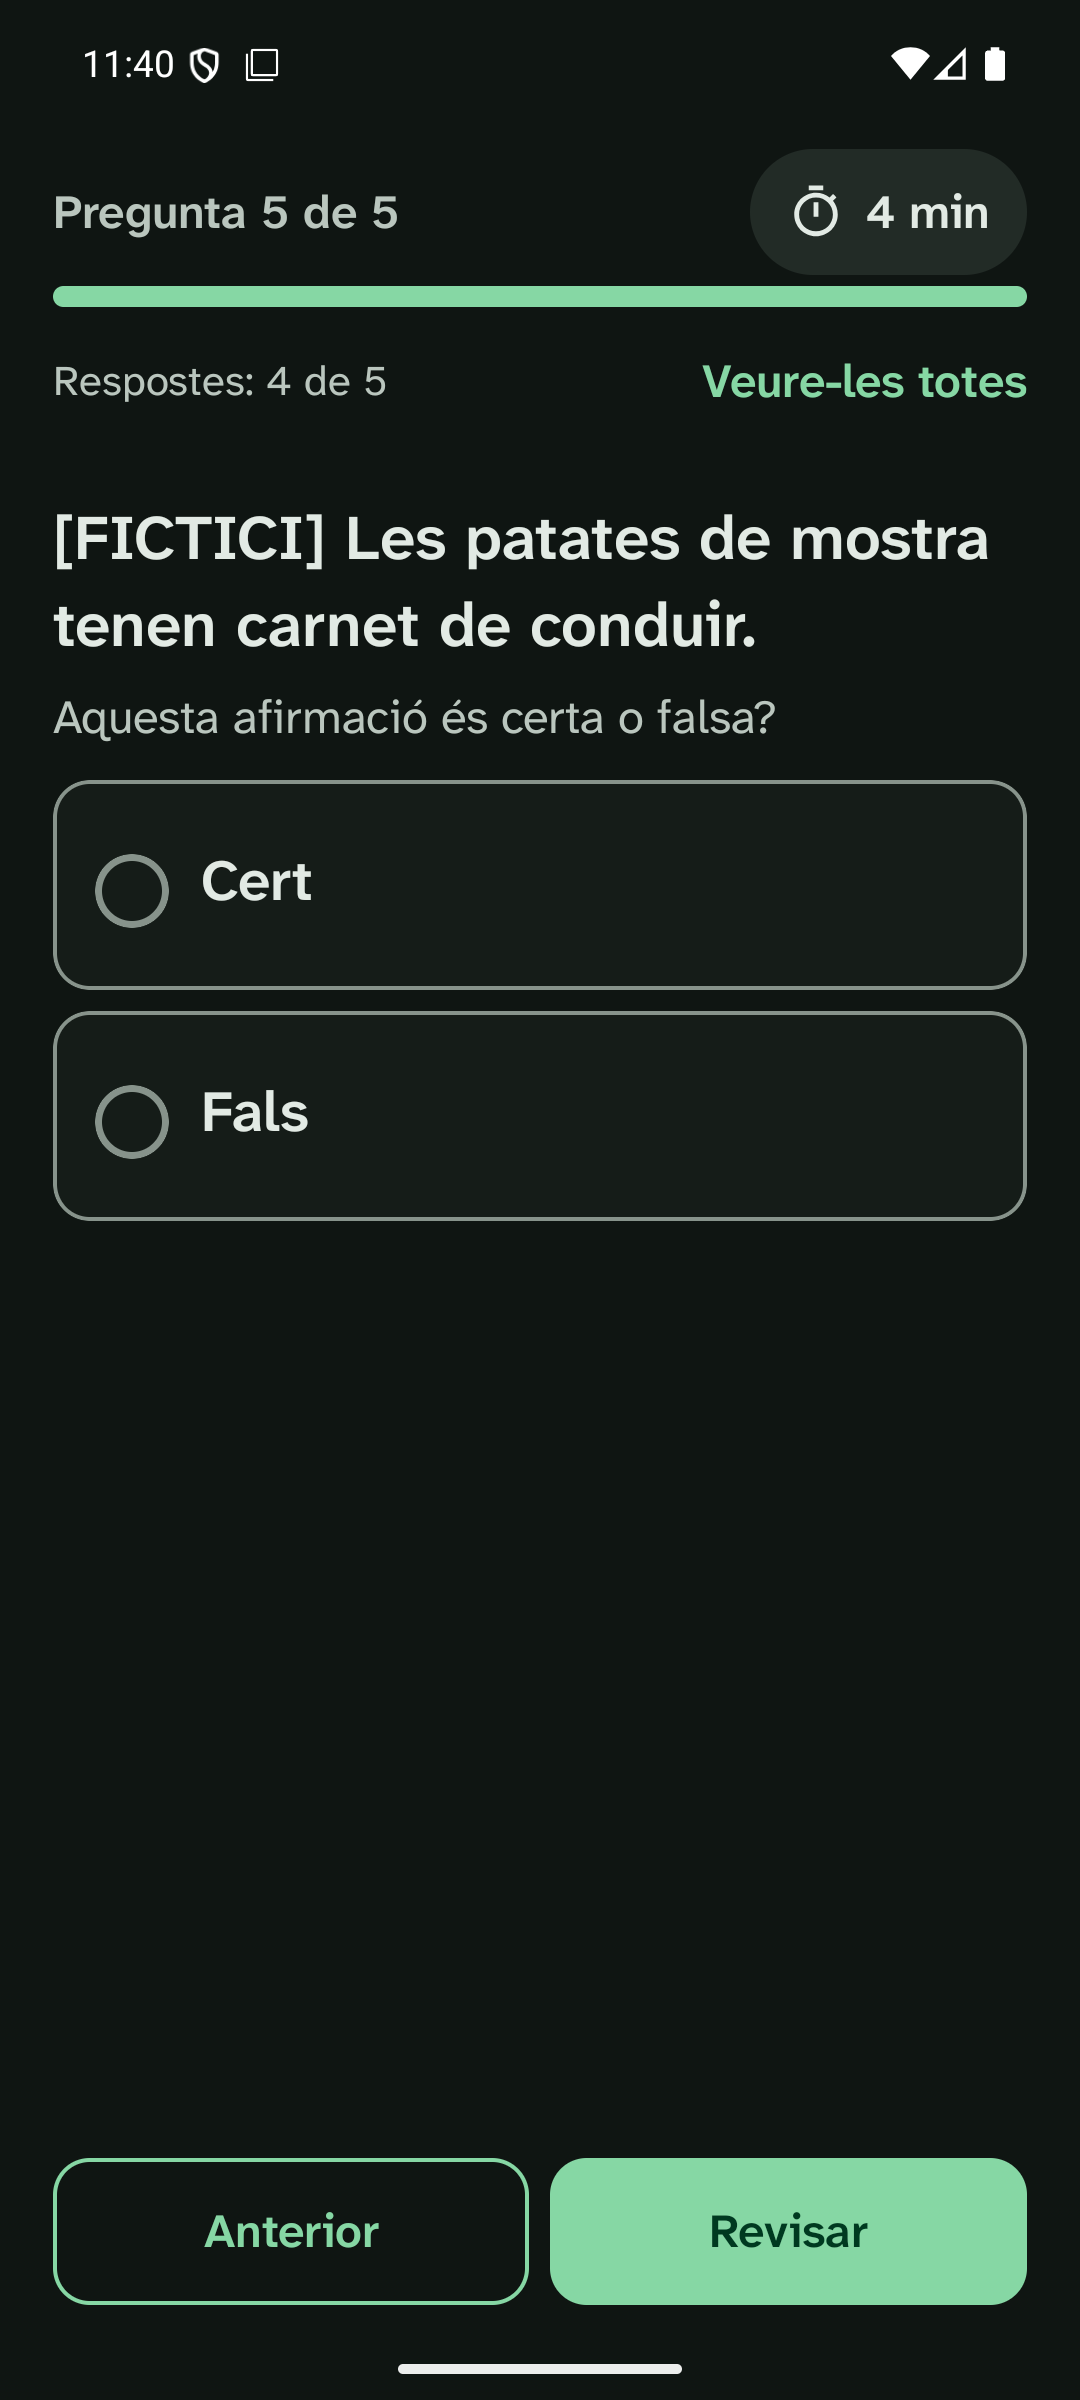 11:40
Pregunta 5 de 5
4 min
Respostes: 4 de 5
Veure-les totes
[FICTICI] Les patates de mostra
tenen carnet de conduir.
Aquesta afirmació és certa o falsa?
Cert
Fals
Anterior
Revisar